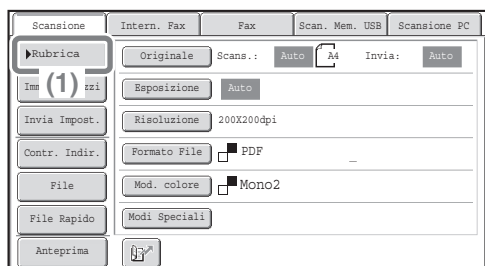 Scansione Intern. Fax Fax Scan. Mem. USB Scansione PC
Rubrica
Originale Scans.: Auto A4 Invia: Auto
(1)
Esposizione Auto
Invia Impost.
Risoluzione 200X200dpi
Contr. Indir.
Formato File PDF
File
Mod. colore Mono2
File Rapido
Modi Speciali
Anteprima